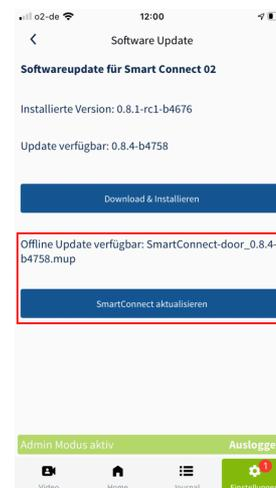 o2-de 12:00
Software Update
Softwareupdate für Smart Connect 02
Installierte Version: 0.8.1-rc1-b4676
Update verfügbar: 0.8.4-b4758
Download & Installieren
Offline Update verfügbar: SmartConnect-door_0.8.4-
b4758.mup
SmartConnect aktualisieren
Admin Modus aktiv Auslogge
1
Video Home Journal Einstellunge